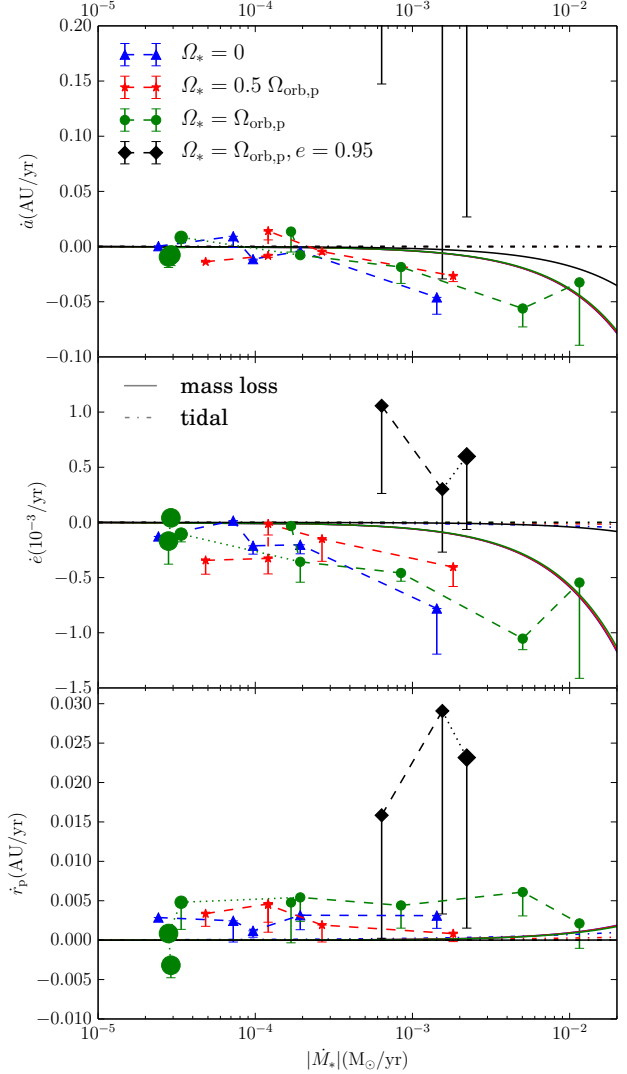 10⁻⁵ 10⁻⁴ 10⁻³ 10⁻²
0.20
0.15
0.10
0.05
0.00
−0.05
−0.10
ȧ(AU/yr)
Ω* = 0
Ω* = 0.5 Ω_orb,p
Ω* = Ω_orb,p
Ω* = Ω_orb,p, e = 0.95
1.0
0.5
0.0
−0.5
−1.0
−1.5
ė(10⁻³/yr)
mass loss
tidal
0.030
0.025
0.020
0.015
0.010
0.005
0.000
−0.005
−0.010
ṙ_p(AU/yr)
10⁻⁵ 10⁻⁴ 10⁻³ 10⁻²
|Ṁ*|(M⊙/yr)